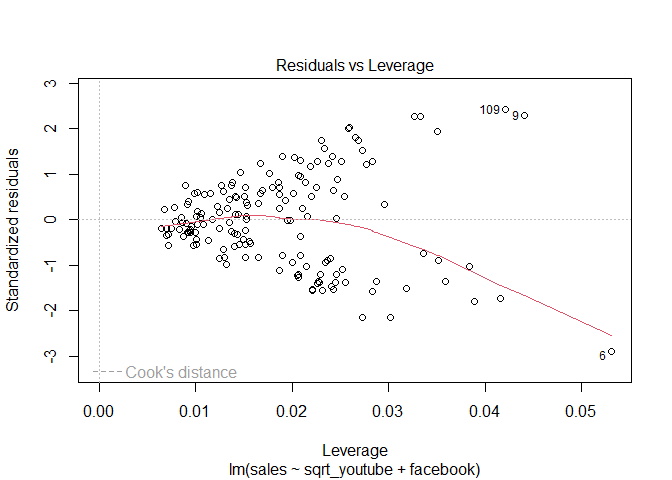 Residuals vs Leverage
Standardized residuals
3
2
1
0
-1
-2
-3
109
9
6
Cook's distance
0.00 0.01 0.02 0.03 0.04 0.05
Leverage
lm(sales ~ sqrt_youtube + facebook)